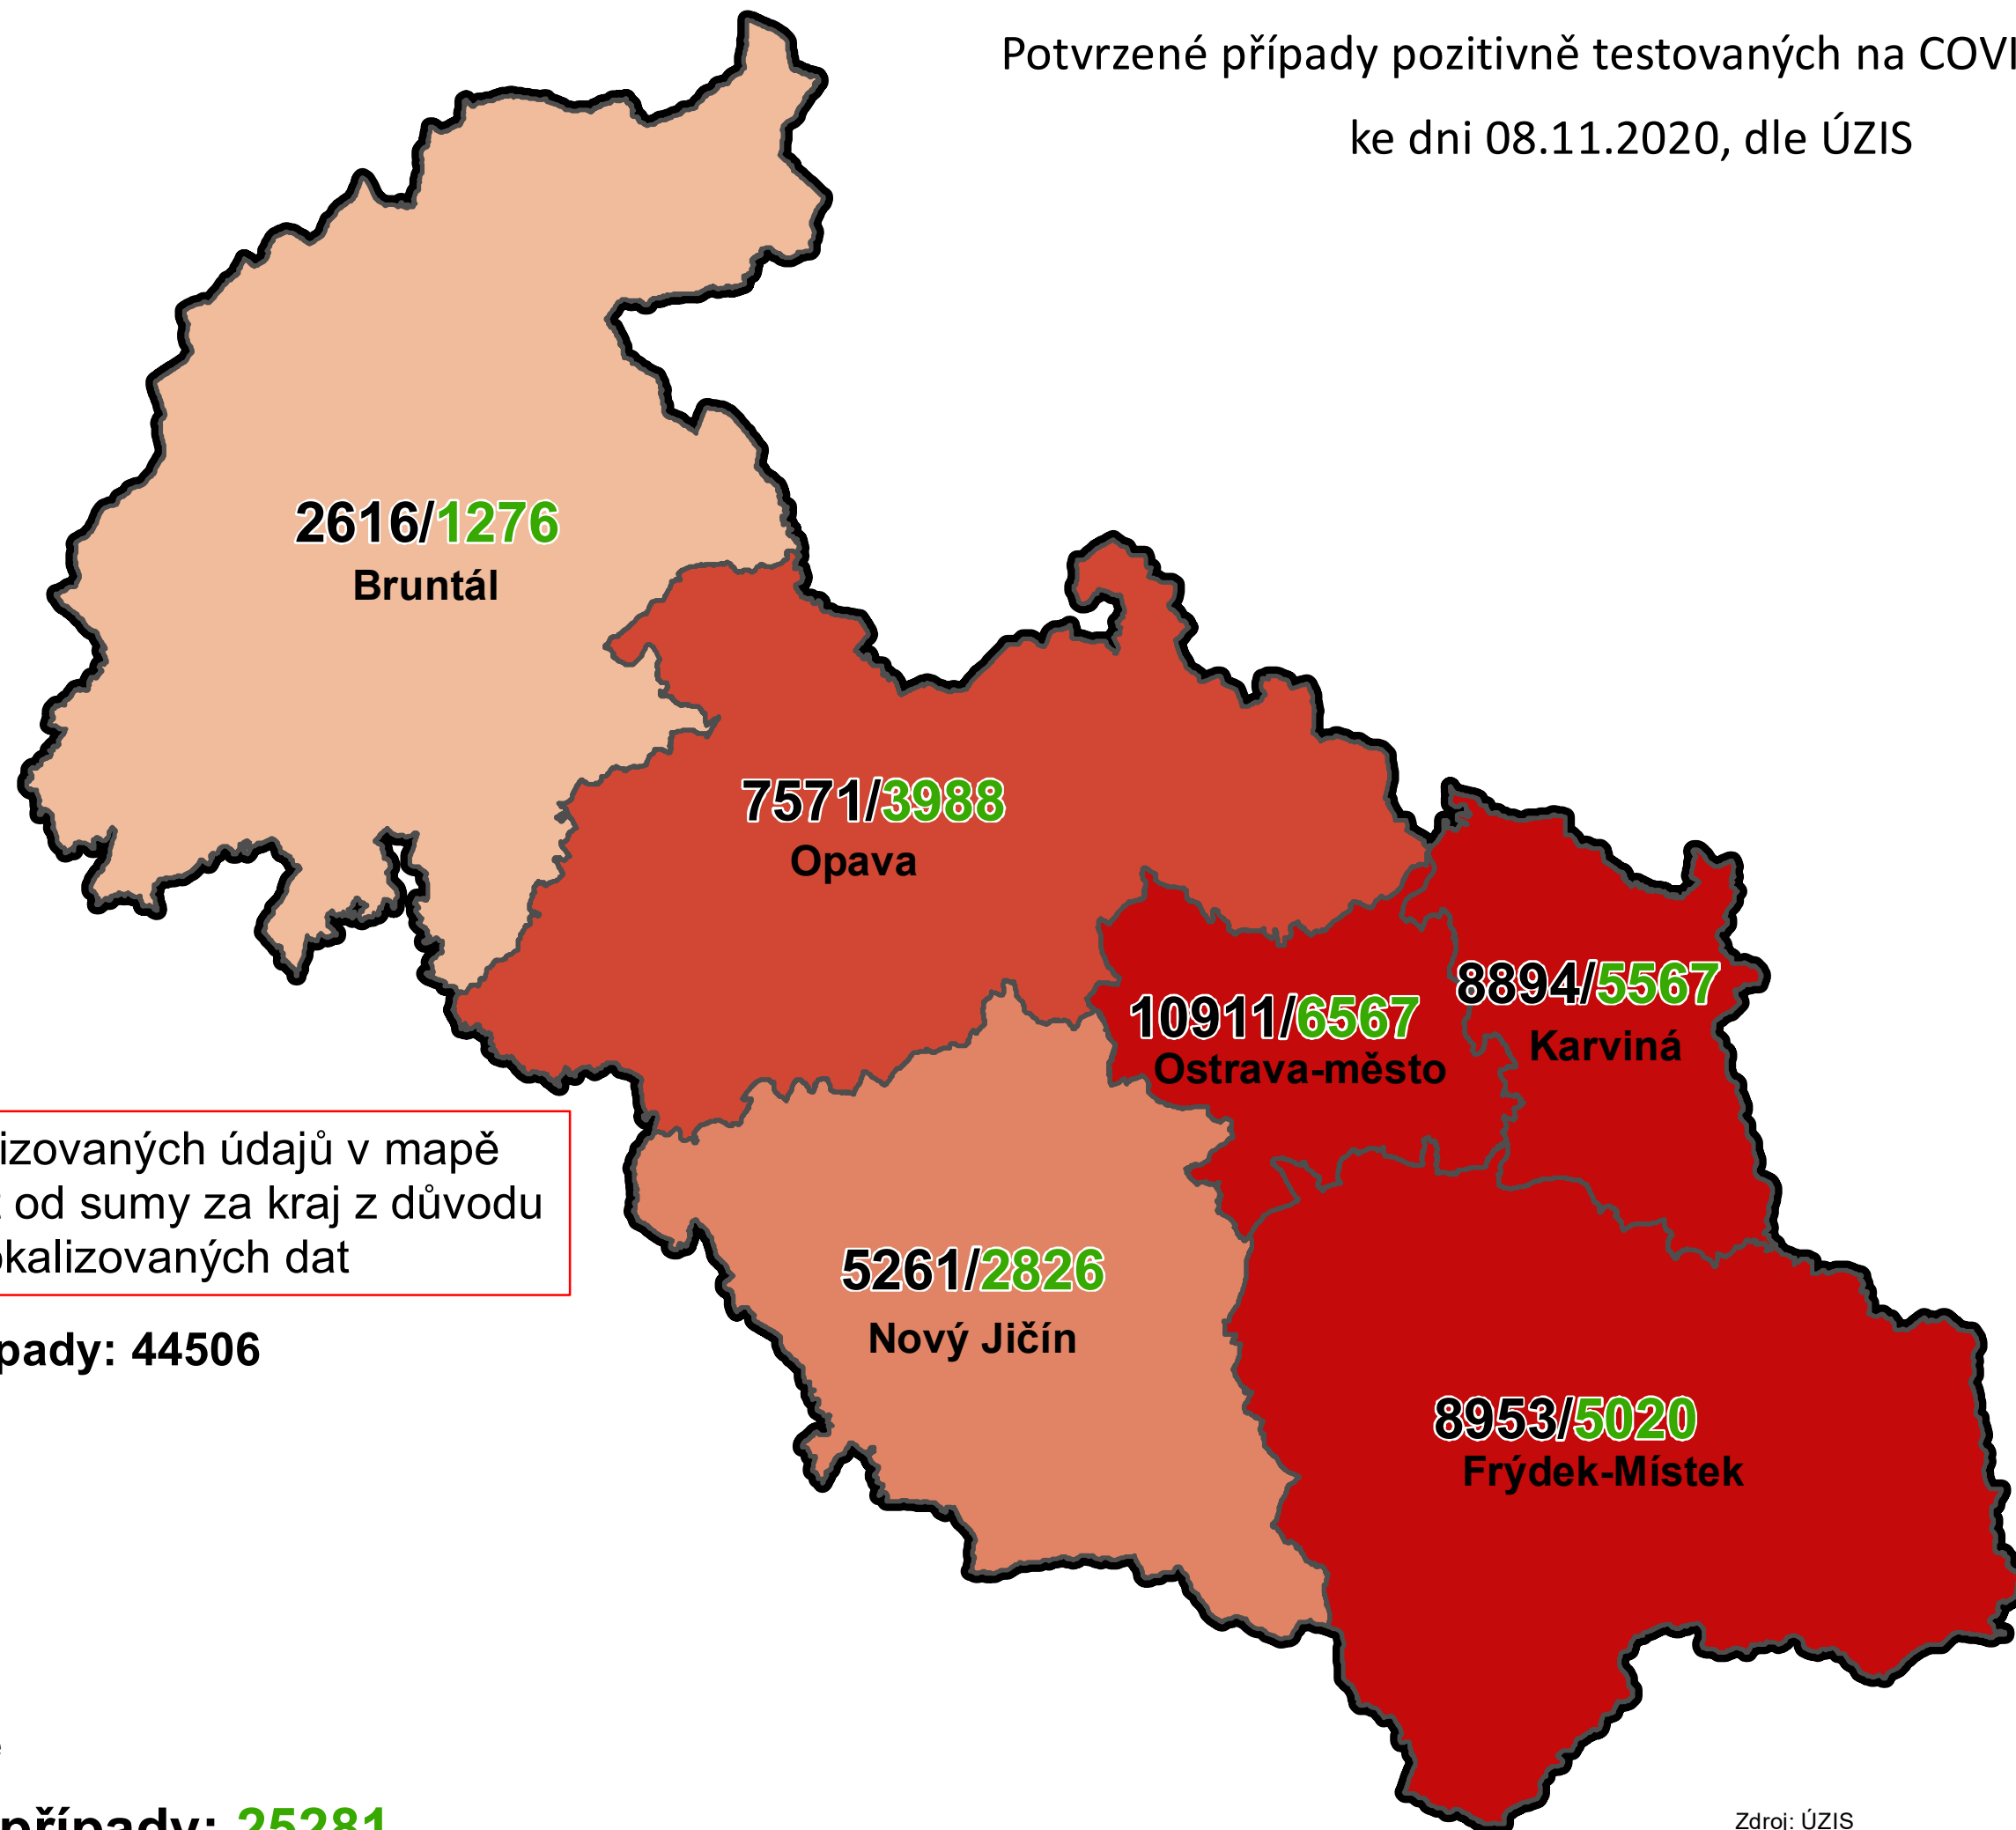 Potvrzené případy pozitivně testovaných na COVI
ke dni 08.11.2020, dle ÚZIS
2616/1276
Bruntál
7571/3988
Opava
8894/5567
Karviná
10911/6567
Ostrava-město
izovaných údajů v mapě
od sumy za kraj z důvodu
okalizovaných dat
5261/2826
Nový Jičín
pady: 44506
8953/5020
Frýdek-Místek
případy: 25281
Zdroj: ÚZIS